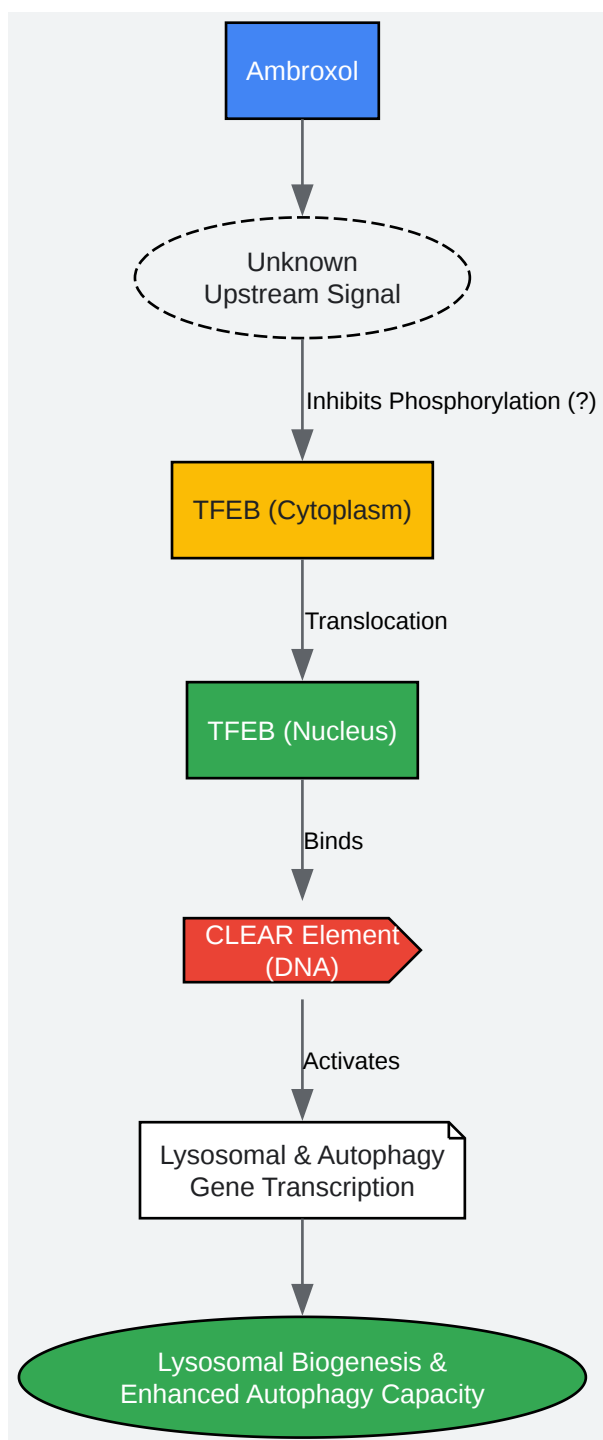 Ambroxol
Unknown
Upstream Signal
Inhibits Phosphorylation (?)
TFEB (Cytoplasm)
Translocation
TFEB (Nucleus)
Binds
CLEAR Element
(DNA)
Activates
Lysosomal & Autophagy
Gene Transcription
Lysosomal Biogenesis &
Enhanced Autophagy Capacity